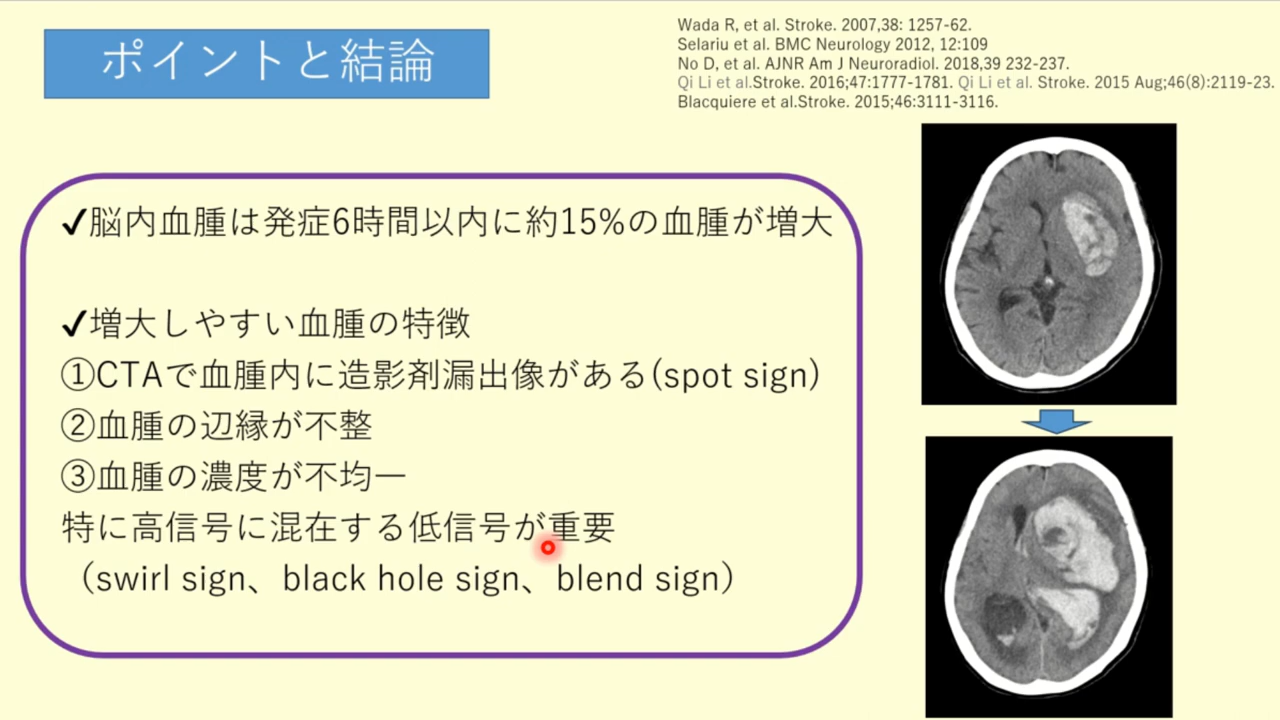 ポイントと結論
Wada R, et al. Stroke. 2007,38: 1257-62.
Selariu et al. BMC Neurology 2012, 12:109
No D, et al. AJNR Am J Neuroradiol. 2018,39 232-237.
Qi Li et al.Stroke. 2016;47:1777-1781. Qi Li et al. Stroke. 2015 Aug;46(8):2119-23.
Blacquiere et al.Stroke. 2015;46:3111-3116.
✓脳内血腫は発症6時間以内に約15%の血腫が増大
✓増大しやすい血腫の特徴
①CTAで血腫内に造影剤漏出像がある(spot sign)
②血腫の辺縁が不整
③血腫の濃度が不均一
特に高信号に混在する低信号が重要
（swirl sign、black hole sign、blend sign）